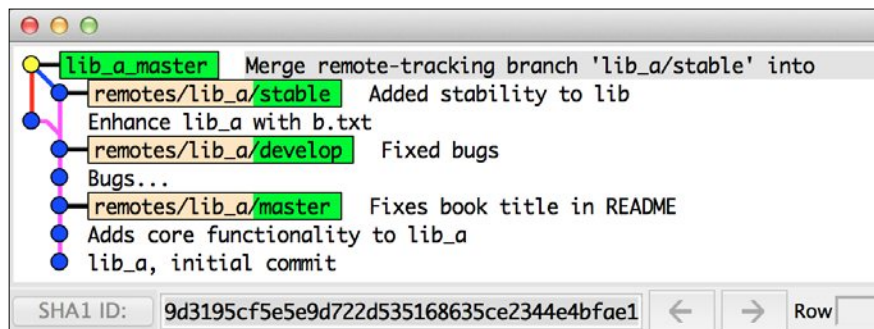 lib_a_master Merge remote-tracking branch 'lib_a/stable' into
remotes/lib_a/stable Added stability to lib
Enhance lib_a with b.txt
remotes/lib_a/develop Fixed bugs
Bugs...
remotes/lib_a/master Fixes book title in README
Adds core functionality to lib_a
lib_a, initial commit
SHA1 ID: 9d3195cf5e5e9d722d535168635ce2344e4bfae1 ← → Row